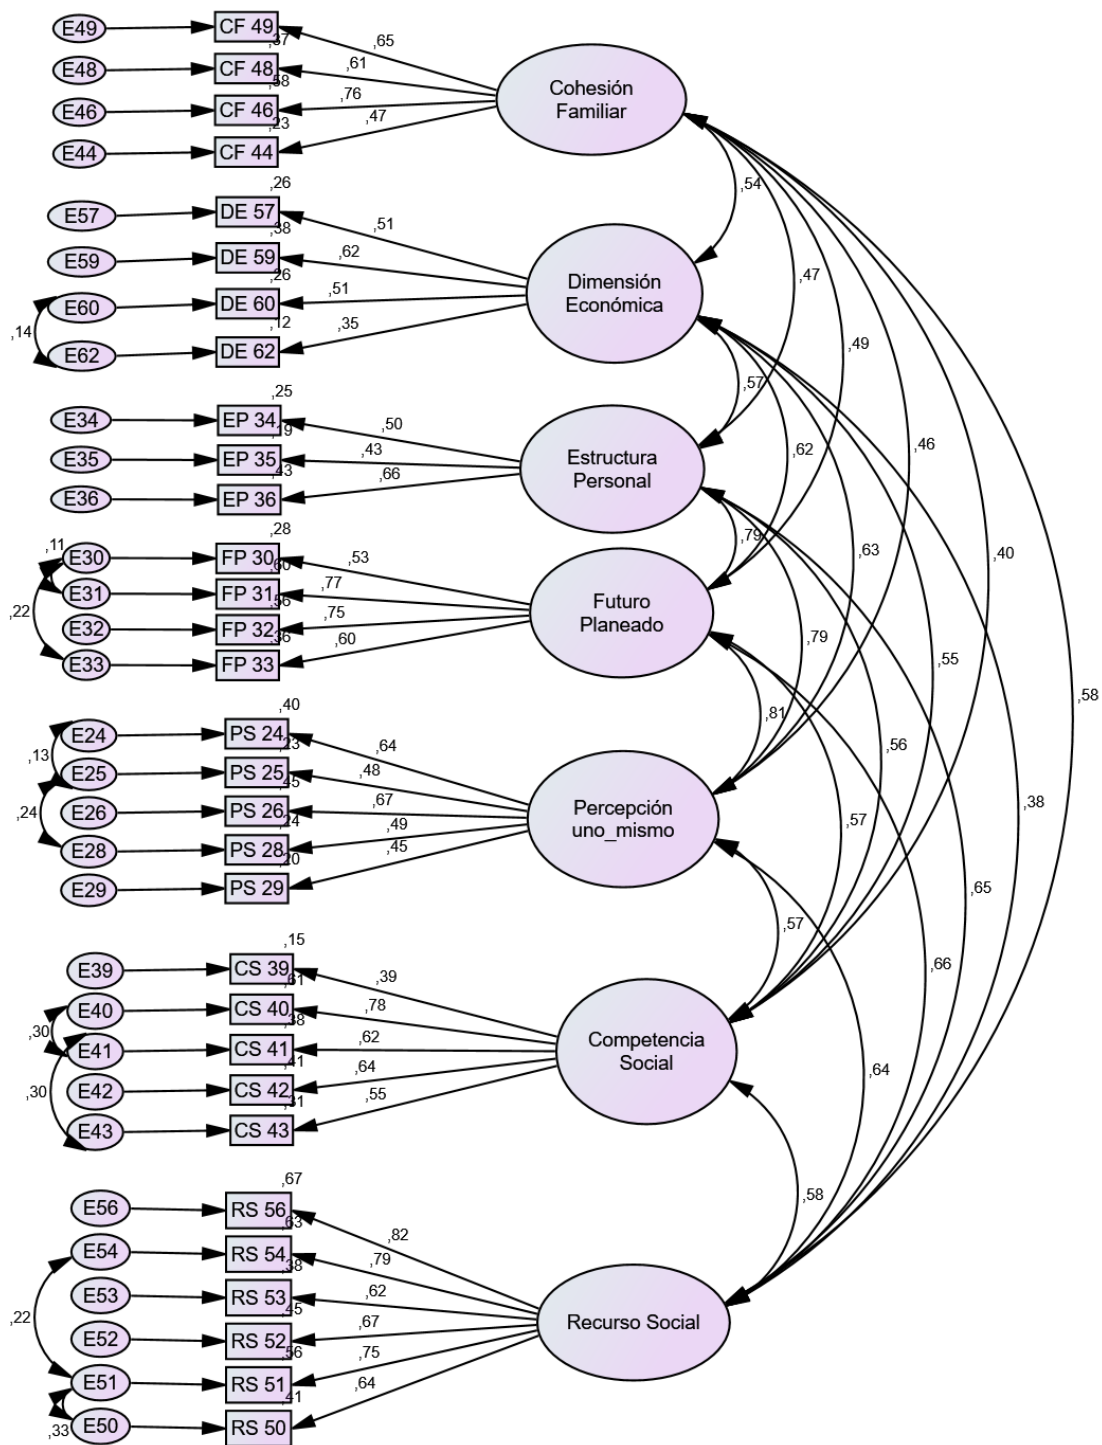 E49 CF 49 ,65
,37
E48 CF 48 ,61
,58
E46 CF 46 ,76
,23
E44 CF 44 ,47
Cohesión
Familiar
,26
E57 DE 57 ,51
,38
E59 DE 59 ,62
,26
E60 DE 60 ,51
,12
E62 DE 62 ,35
,14
Dimensión
Económica
,25
E34 EP 34 ,50
,19
E35 EP 35 ,43
,43
E36 EP 36 ,66
Estructura
Personal
,28
,11
E30 FP 30 ,53
,60
E31 FP 31 ,77
,56
E32 FP 32 ,75
,36
E33 FP 33 ,60
,22
Futuro
Planeado
,40
E24 PS 24 ,64
,23
,13
E25 PS 25 ,48
,45
E26 PS 26 ,67
,24
,24
E28 PS 28 ,49
,20
E29 PS 29 ,45
Percepción
uno_mismo
,15
E39 CS 39 ,39
,61
E40 CS 40 ,78
,38
,30
E41 CS 41 ,62
,41
E42 CS 42 ,64
,31
,30
E43 CS 43 ,55
Competencia
Social
,67
E56 RS 56 ,82
,63
E54 RS 54 ,79
,38
E53 RS 53 ,62
,45
,22
E52 RS 52 ,67
,56
E51 RS 51 ,75
,41
E50 RS 50 ,64
,33
Recurso Social
,54
,47
,49
,57
,62
,46
,79
,63
,40
,79
,55
,58
,81
,56
,57
,38
,65
,57
,66
,64
,58